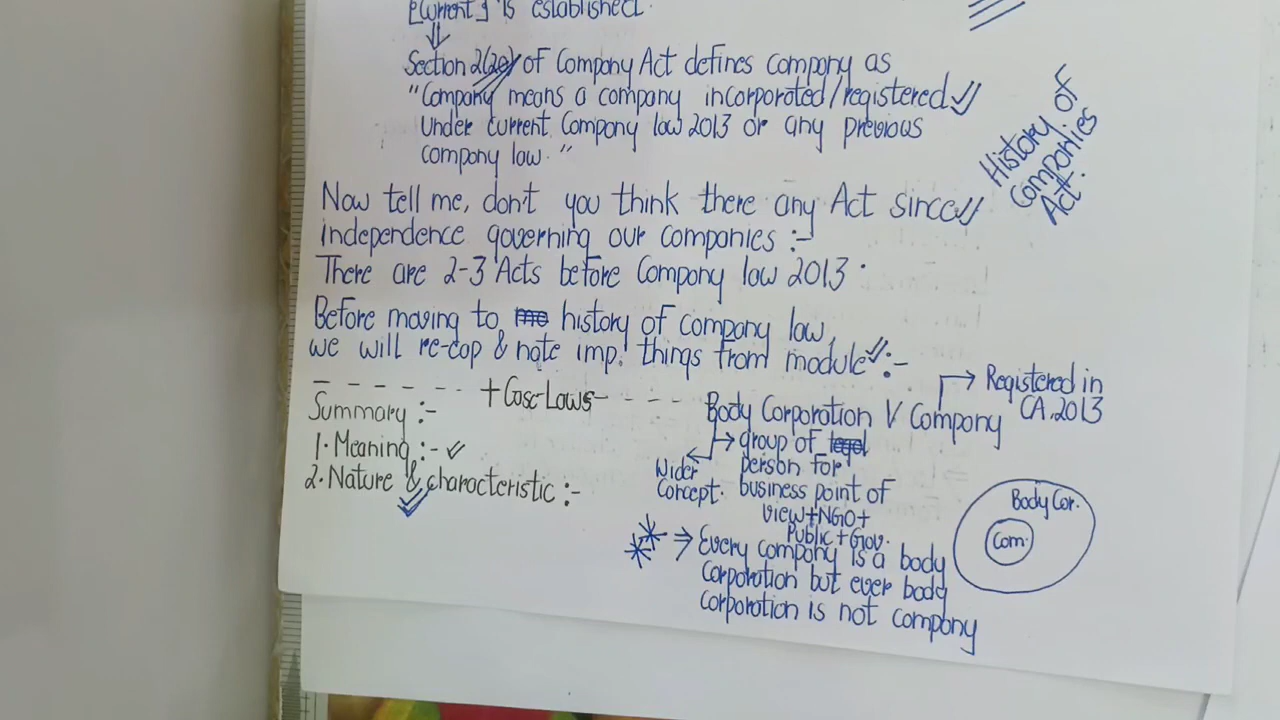 [Current] is established.
Section 2(20) of Company Act defines company as
"Company means a company incorporated/registered
Under current Company law 2013 or any previous
company law."
History of
Companies
Act.
Now tell me, don't you think there any Act since
independence governing our companies :-
There are 2-3 Acts before Company law 2013.
Before moving to me history of company law,
we will re-cap & note imp. things from module :-
+ Case-Laws
Summary :-
1. Meaning :-
2. Nature & characteristic :-
Body Corporation V Company
Registered in
CA.2013
Wider
Concept.
group of legal
person for
business point of
view+NGO+
Public+Gov.
Every company is a body
Corporation but ever body
corporation is not company
Body Cor.
Com.